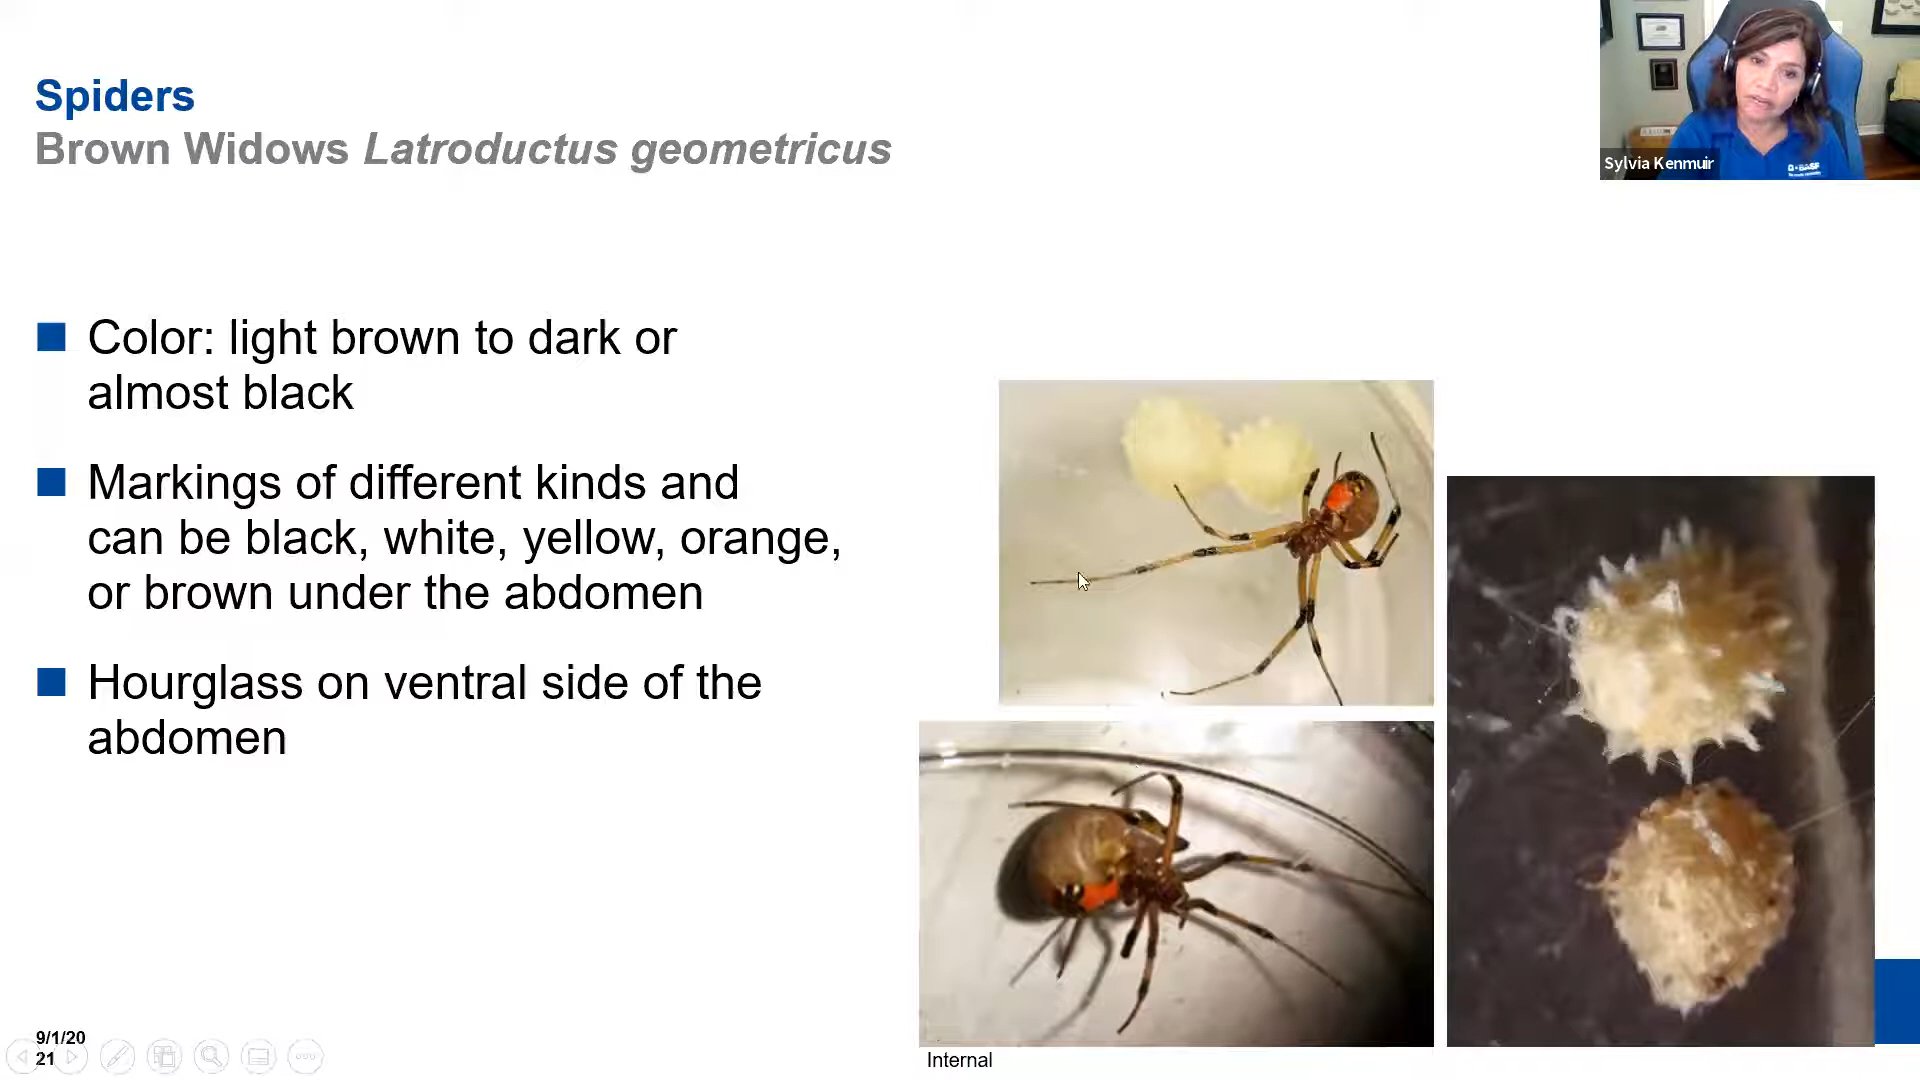 Spiders
Brown Widows Latroductus geometricus
Sylvia Kenmuir
BASF
Color: light brown to dark or
almost black
Markings of different kinds and
can be black, white, yellow, orange,
or brown under the abdomen
Hourglass on ventral side of the
abdomen
9/1/20
21
Internal